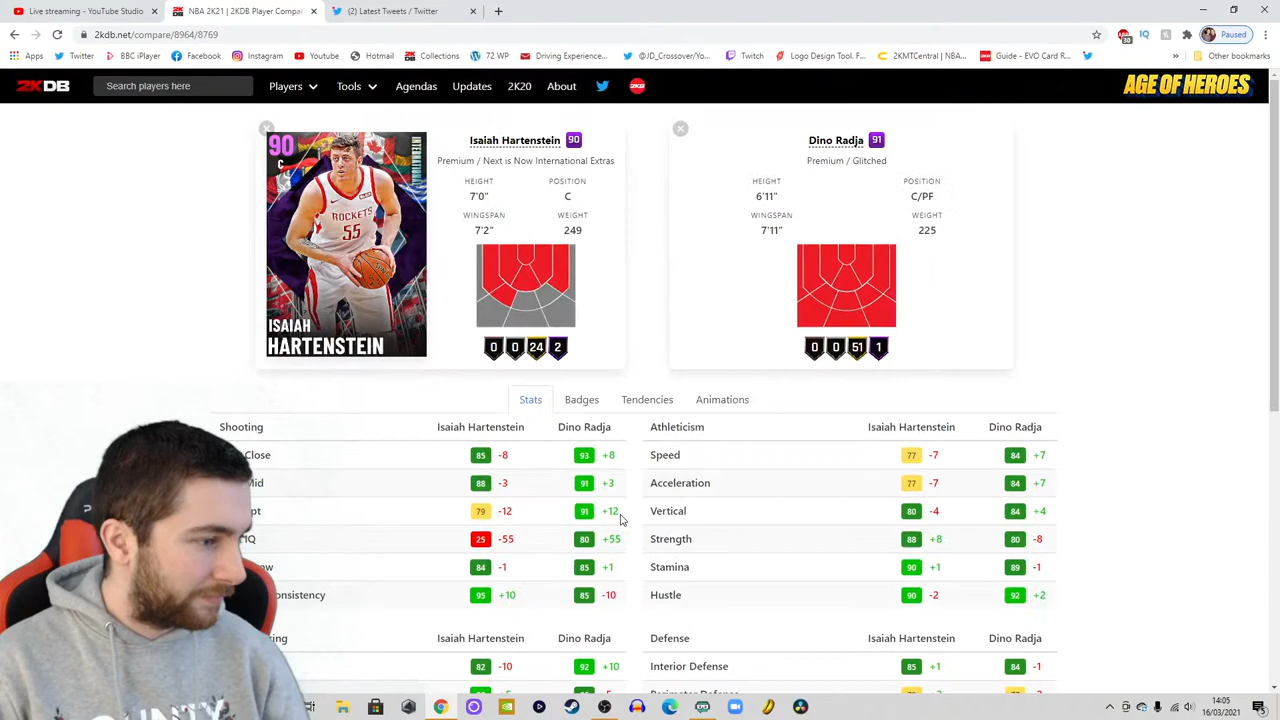 Live streaming - YouTube Studio
NBA 2K21 | 2KDB Player Compar
(2) Latest Tweets / Twitter
2kdb.net/compare/8964/8769
Paused
Apps
Twitter
BBC iPlayer
Facebook
Instagram
Youtube
Hotmail
Collections
72 WP
Driving Experience...
@JD_Crossover/Yo...
Twitch
Logo Design Tool. F...
2KMTCentral | NBA...
Guide - EVO Card R...
Other bookmarks
2KDB
Search players here
Players
Tools
Agendas
Updates
2K20
About
AGE OF HEROES
90
C
INTERNATIONAL
ROCKETS
55
ISAIAH
HARTENSTEIN
Isaiah Hartenstein 90
Premium / Next is Now International Extras
HEIGHT POSITION
7'0" C
WINGSPAN WEIGHT
7'2" 249
0 0 24 2
Dino Radja 91
Premium / Glitched
HEIGHT POSITION
6'11" C/PF
WINGSPAN WEIGHT
7'11" 225
0 0 51 1
Stats Badges Tendencies Animations
Shooting Isaiah Hartenstein Dino Radja
Close 85 -8 93 +8
Mid 88 -3 91 +3
pt 79 -12 91 +12
IQ 25 -55 80 +55
ow 84 -1 85 +1
onsistency 95 +10 85 -10
ring Isaiah Hartenstein Dino Radja
82 -10 92 +10
Athleticism Isaiah Hartenstein Dino Radja
Speed 77 -7 84 +7
Acceleration 77 -7 84 +7
Vertical 80 -4 84 +4
Strength 88 +8 80 -8
Stamina 90 +1 89 -1
Hustle 90 -2 92 +2
Defense Isaiah Hartenstein Dino Radja
Interior Defense 85 +1 84 -1
14:05
16/03/2021